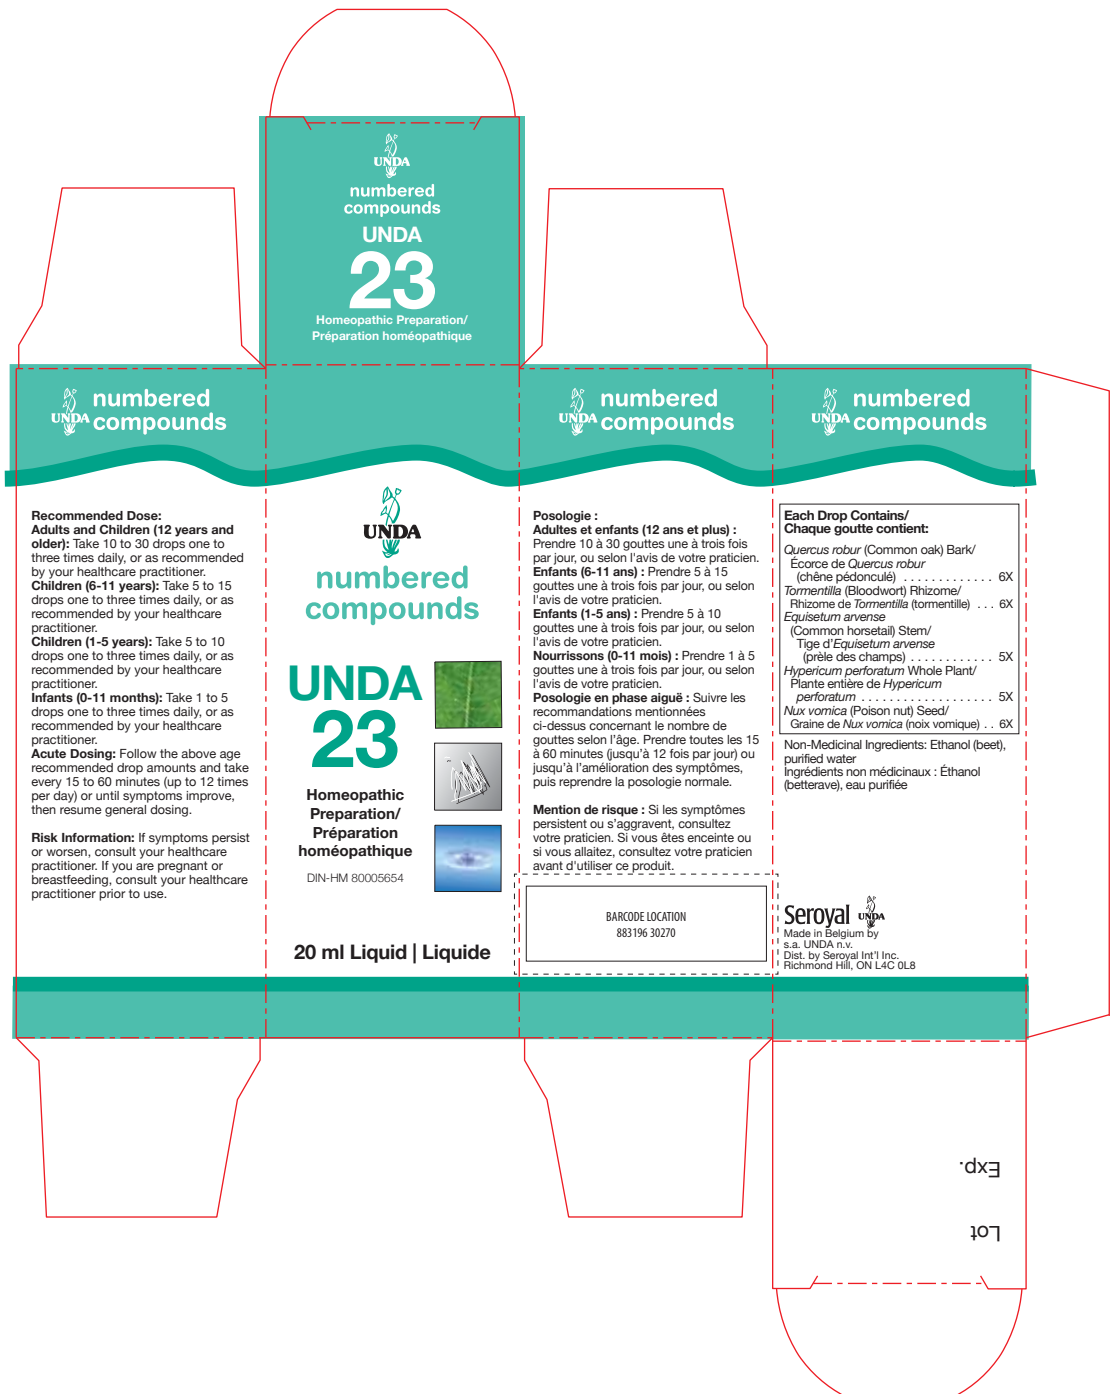 UNDA
numbered
compounds
UNDA
23
Homeopathic Preparation/
Préparation homéopathique
UNDA
numbered
compounds
Recommended Dose:
Adults and Children (12 years and
older): Take 10 to 30 drops one to
three times daily, or as recommended
by your healthcare practitioner.
Children (6-11 years): Take 5 to 15
drops one to three times daily, or as
recommended by your healthcare
practitioner.
Children (1-5 years): Take 5 to 10
drops one to three times daily, or as
recommended by your healthcare
practitioner.
Infants (0-11 months): Take 1 to 5
drops one to three times daily, or as
recommended by your healthcare
practitioner.
Acute Dosing: Follow the above age
recommended drop amounts and take
every 15 to 60 minutes (up to 12 times
per day) or until symptoms improve,
then resume general dosing.
Risk Information: If symptoms persist
or worsen, consult your healthcare
practitioner. If you are pregnant or
breastfeeding, consult your healthcare
practitioner prior to use.
UNDA
numbered
compounds
UNDA
23
Homeopathic
Preparation/
Préparation
homéopathique
DIN-HM 80005654
20 ml Liquid | Liquide
UNDA
numbered
compounds
Posologie :
Adultes et enfants (12 ans et plus) :
Prendre 10 à 30 gouttes une à trois fois
par jour, ou selon l'avis de votre praticien.
Enfants (6-11 ans) : Prendre 5 à 15
gouttes une à trois fois par jour, ou selon
l'avis de votre praticien.
Enfants (1-5 ans) : Prendre 5 à 10
gouttes une à trois fois par jour, ou selon
l'avis de votre praticien.
Nourrissons (0-11 mois) : Prendre 1 à 5
gouttes une à trois fois par jour, ou selon
l'avis de votre praticien.
Posologie en phase aiguë : Suivre les
recommandations mentionnées
ci-dessus concernant le nombre de
gouttes selon l’âge. Prendre toutes les 15
à 60 minutes (jusqu’à 12 fois par jour) ou
jusqu’à l’amélioration des symptômes,
puis reprendre la posologie normale.
Mention de risque : Si les symptômes
persistent ou s’aggravent, consultez
votre praticien. Si vous êtes enceinte ou
si vous allaitez, consultez votre praticien
avant d'utiliser ce produit.
BARCODE LOCATION
883196 30270
UNDA
numbered
compounds
Each Drop Contains/
Chaque goutte contient:
Quercus robur (Common oak) Bark/
Écorce de Quercus robur
(chêne pédonculé) . . . . . . . . . . . . . 6X
Tormentilla (Bloodwort) Rhizome/
Rhizome de Tormentilla (tormentille) . . . 6X
Equisetum arvense
(Common horsetail) Stem/
Tige d’Equisetum arvense
(prèle des champs) . . . . . . . . . . . . 5X
Hypericum perforatum Whole Plant/
Plante entière de Hypericum
perforatum . . . . . . . . . . . . . . . . . . 5X
Nux vomica (Poison nut) Seed/
Graine de Nux vomica (noix vomique) . . 6X
Non-Medicinal Ingredients: Ethanol (beet),
purified water
Ingrédients non médicinaux : Éthanol
(betterave), eau purifiée
Seroyal UNDA
Made in Belgium by
s.a. UNDA n.v.
Dist. by Seroyal Int’l Inc.
Richmond Hill, ON L4C 0L8
Exp.
Lot